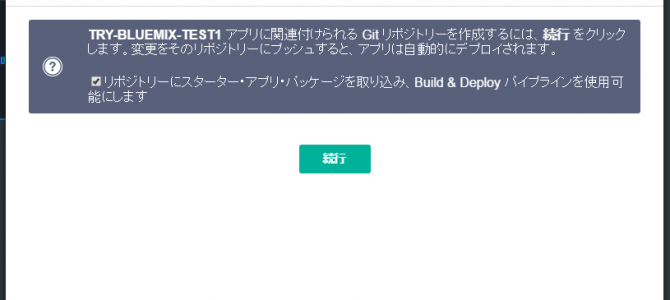 TRY-BLUEMIX-TEST1 アプリに関連付けられる Git リポジトリーを作成するには、続行 をクリック
します。変更をそのリポジトリーにプッシュすると、アプリは自動的にデプロイされます。
リポジトリーにスターター・アプリ・パッケージを取り込み、Build & Deploy パイプラインを使用可
能にします
続行